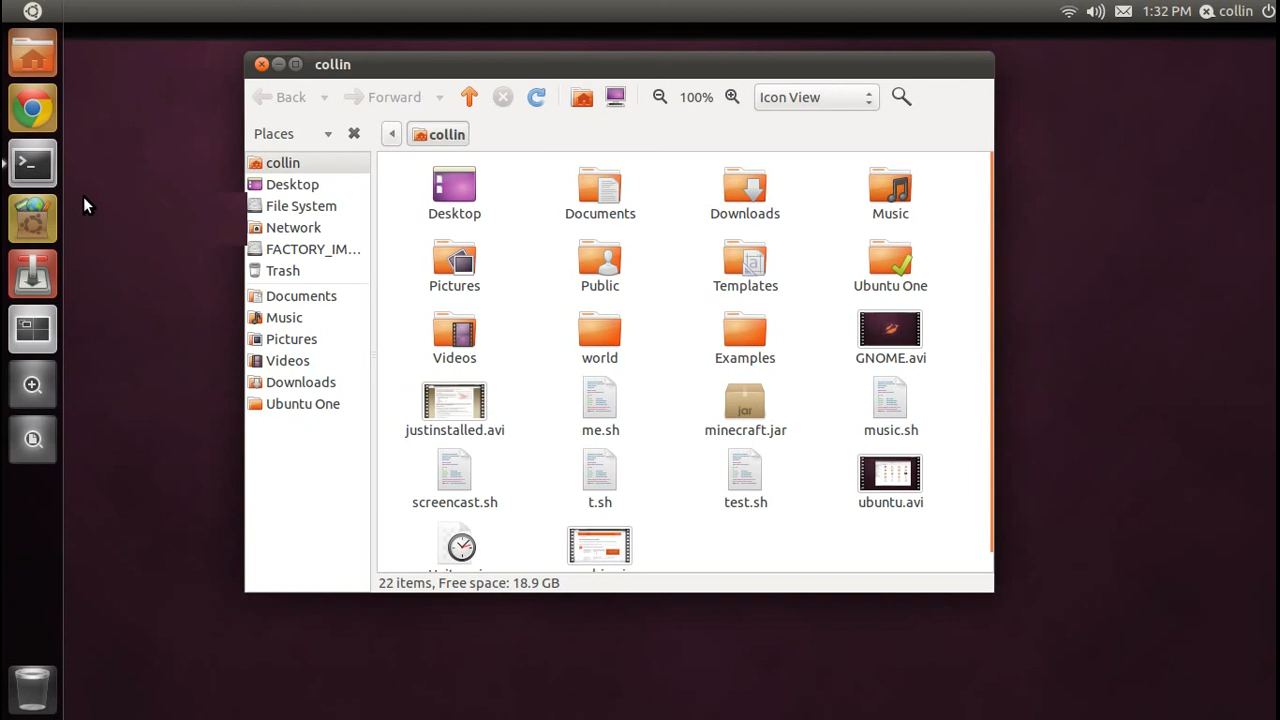 1:32 PM collin
collin
Back Forward 100% Icon View
Places collin
collin
Desktop
File System
Network
FACTORY_IM...
Trash
Documents
Music
Pictures
Videos
Downloads
Ubuntu One
Desktop Documents Downloads Music
Pictures Public Templates Ubuntu One
Videos world Examples GNOME.avi
justinstalled.avi me.sh minecraft.jar music.sh
jar
screencast.sh t.sh test.sh ubuntu.avi
22 items, Free space: 18.9 GB